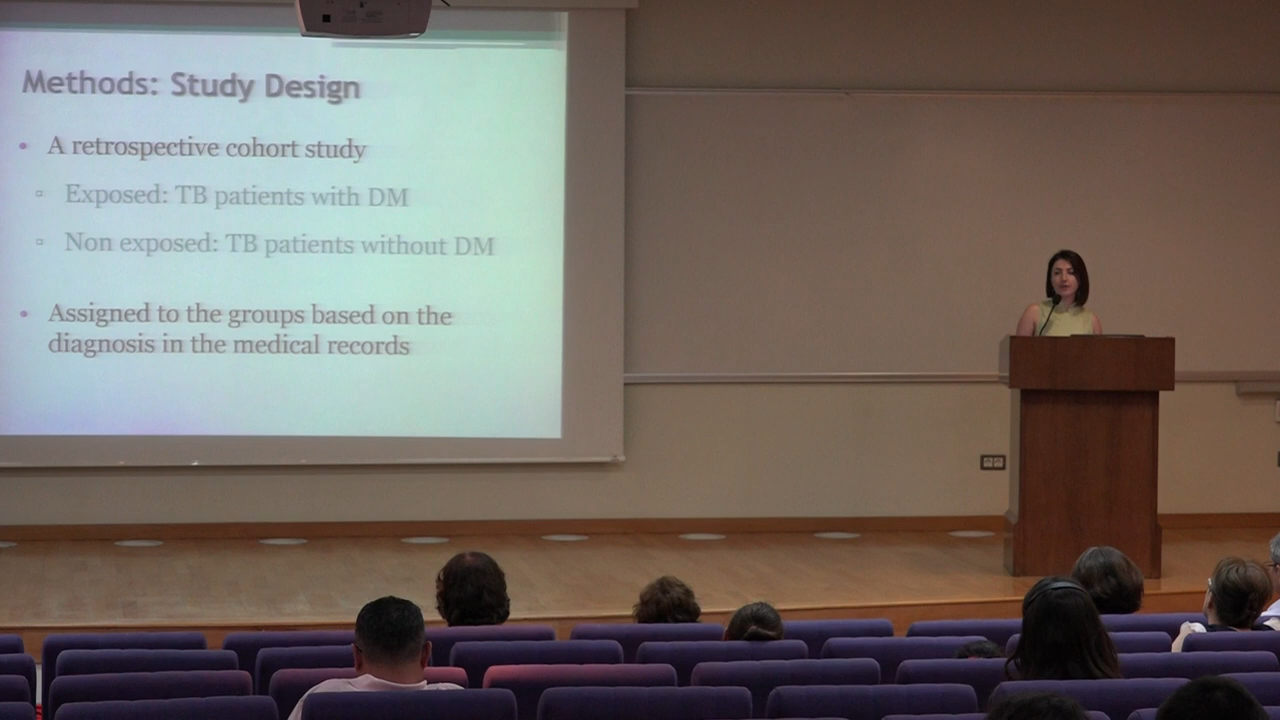 Methods: Study Design
• A retrospective cohort study
▫ Exposed: TB patients with DM
▫ Non exposed: TB patients without DM
• Assigned to the groups based on the
diagnosis in the medical records